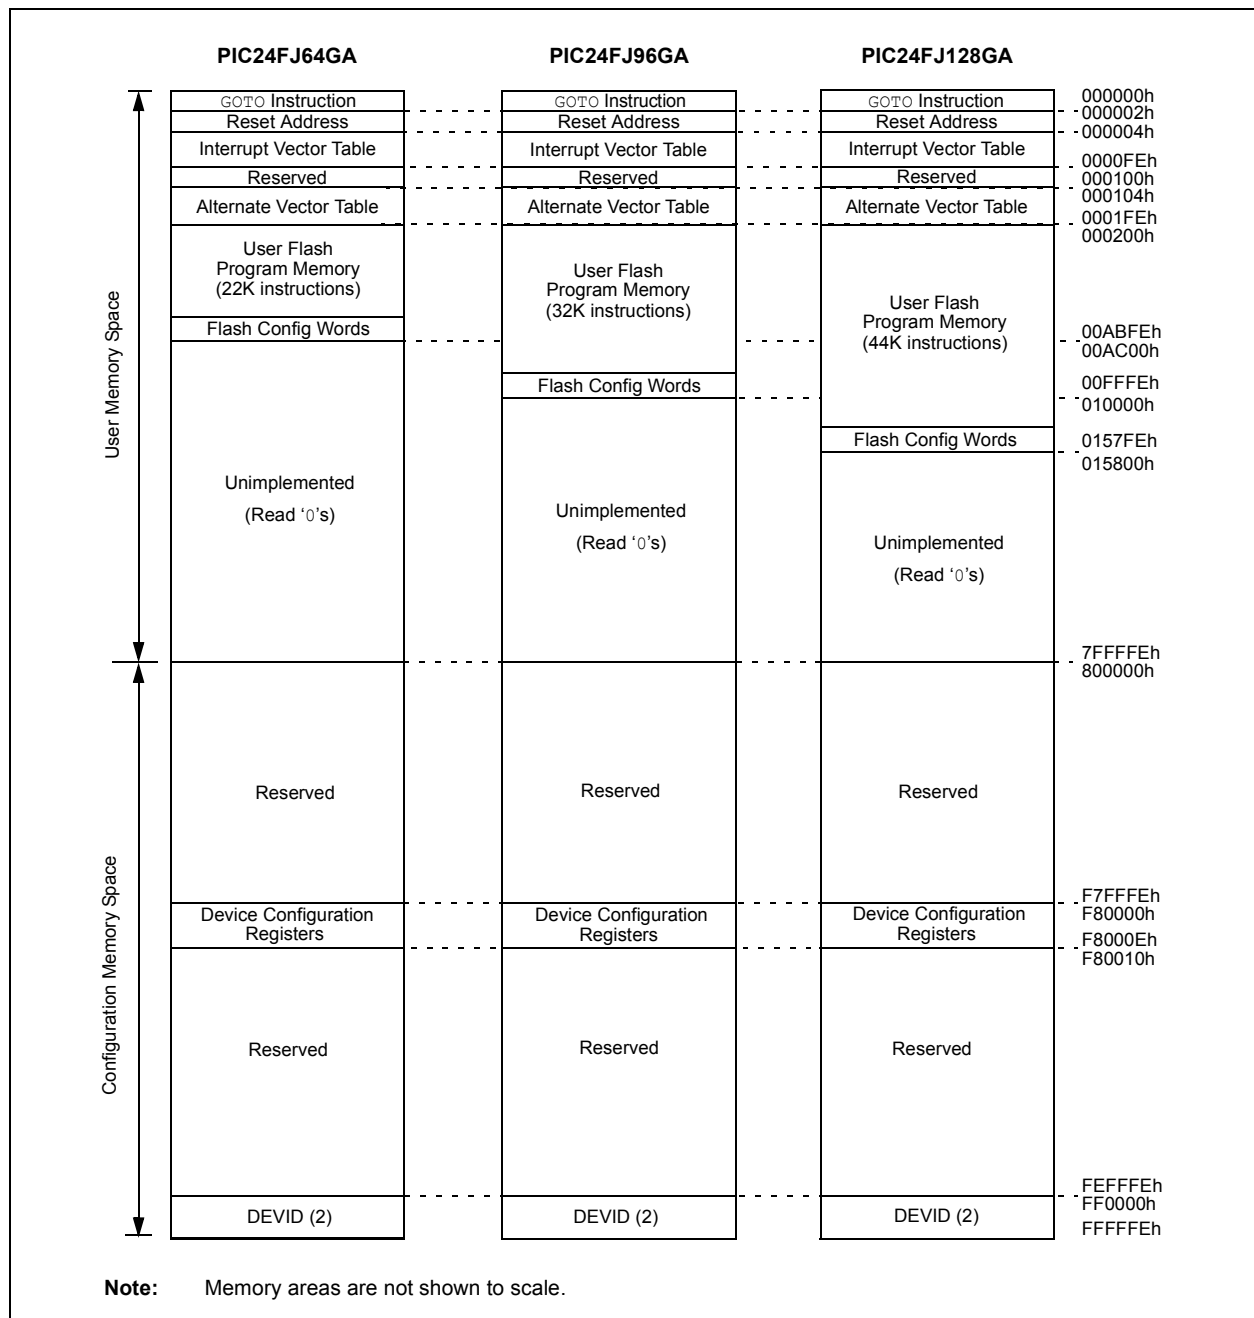 PIC24FJ64GA
PIC24FJ96GA
PIC24FJ128GA
GOTO Instruction
Reset Address
Interrupt Vector Table
Reserved
Alternate Vector Table
User Flash
Program Memory
(22K instructions)
Flash Config Words
Unimplemented
(Read ‘0’s)
Reserved
Device Configuration
Registers
Reserved
DEVID (2)
GOTO Instruction
Reset Address
Interrupt Vector Table
Reserved
Alternate Vector Table
User Flash
Program Memory
(32K instructions)
Flash Config Words
Unimplemented
(Read ‘0’s)
Reserved
Device Configuration
Registers
Reserved
DEVID (2)
GOTO Instruction
Reset Address
Interrupt Vector Table
Reserved
Alternate Vector Table
User Flash
Program Memory
(44K instructions)
Flash Config Words
Unimplemented
(Read ‘0’s)
Reserved
Device Configuration
Registers
Reserved
DEVID (2)
000000h
000002h
000004h
0000FEh
000100h
000104h
0001FEh
000200h
00ABFEh
00AC00h
00FFFEh
010000h
0157FEh
015800h
7FFFFEh
800000h
F7FFFEh
F80000h
F8000Eh
F80010h
FEFFFEh
FF0000h
FFFFFEh
User Memory Space
Configuration Memory Space
Note: Memory areas are not shown to scale.